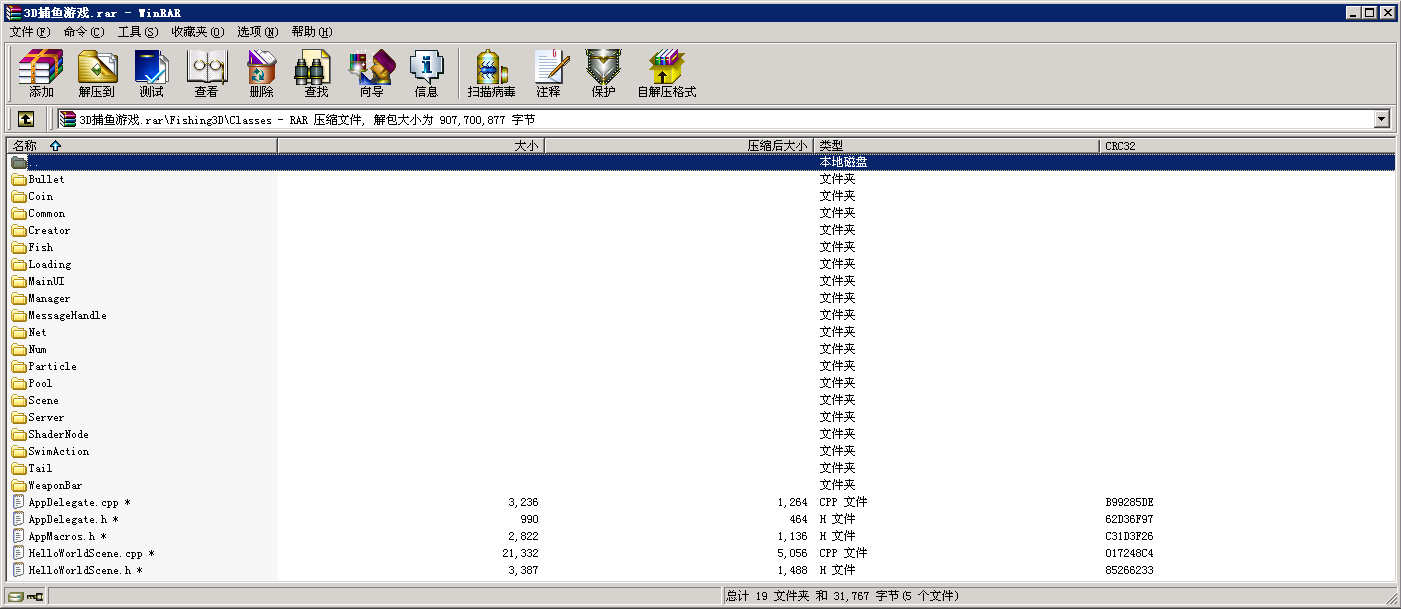 3D捕鱼游戏.rar - WinRAR
文件(F) 命令(C) 工具(S) 收藏夹(O) 选项(N) 帮助(H)
添加 解压到 测试 查看 删除 查找 向导 信息 扫描病毒 注释 保护 自解压格式
3D捕鱼游戏.rar\Fishing3D\Classes - RAR 压缩文件, 解包大小为 907,700,877 字节
名称 大小 压缩后大小 类型 CRC32
.. 本地磁盘
Bullet 文件夹
Coin 文件夹
Common 文件夹
Creator 文件夹
Fish 文件夹
Loading 文件夹
MainUI 文件夹
Manager 文件夹
MessageHandle 文件夹
Net 文件夹
Num 文件夹
Particle 文件夹
Pool 文件夹
Scene 文件夹
Server 文件夹
ShaderNode 文件夹
SwimAction 文件夹
Tail 文件夹
WeaponBar 文件夹
AppDelegate.cpp * 3,236 1,264 CPP 文件 B99285DE
AppDelegate.h * 990 464 H 文件 62D36F97
AppMacros.h * 2,822 1,136 H 文件 C31D3F26
HelloWorldScene.cpp * 21,332 5,056 CPP 文件 017248C4
HelloWorldScene.h * 3,387 1,488 H 文件 85266233
总计 19 文件夹 和 31,767 字节(5 个文件)